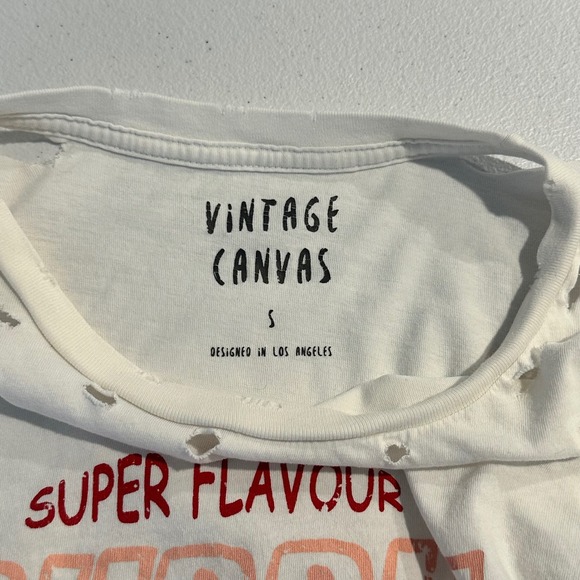 ViNTAGE
CANVAS
S
DESiGNED iN LOS ANGELES
SUPER FLAVOUR